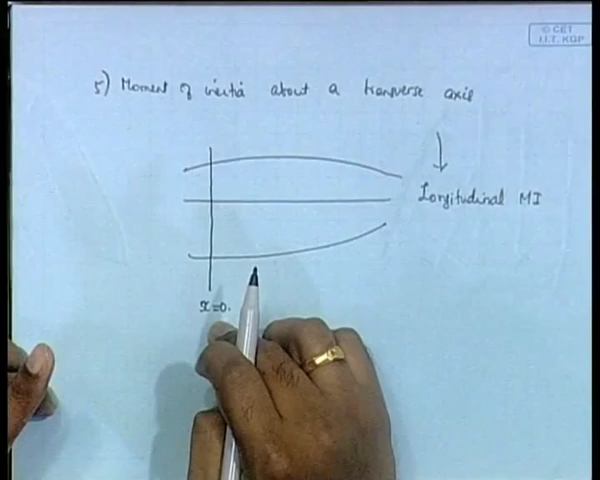 © CET
I.I.T. KGP
5) Moment of inertia about a transverse axis
Longitudinal MI
x=0.